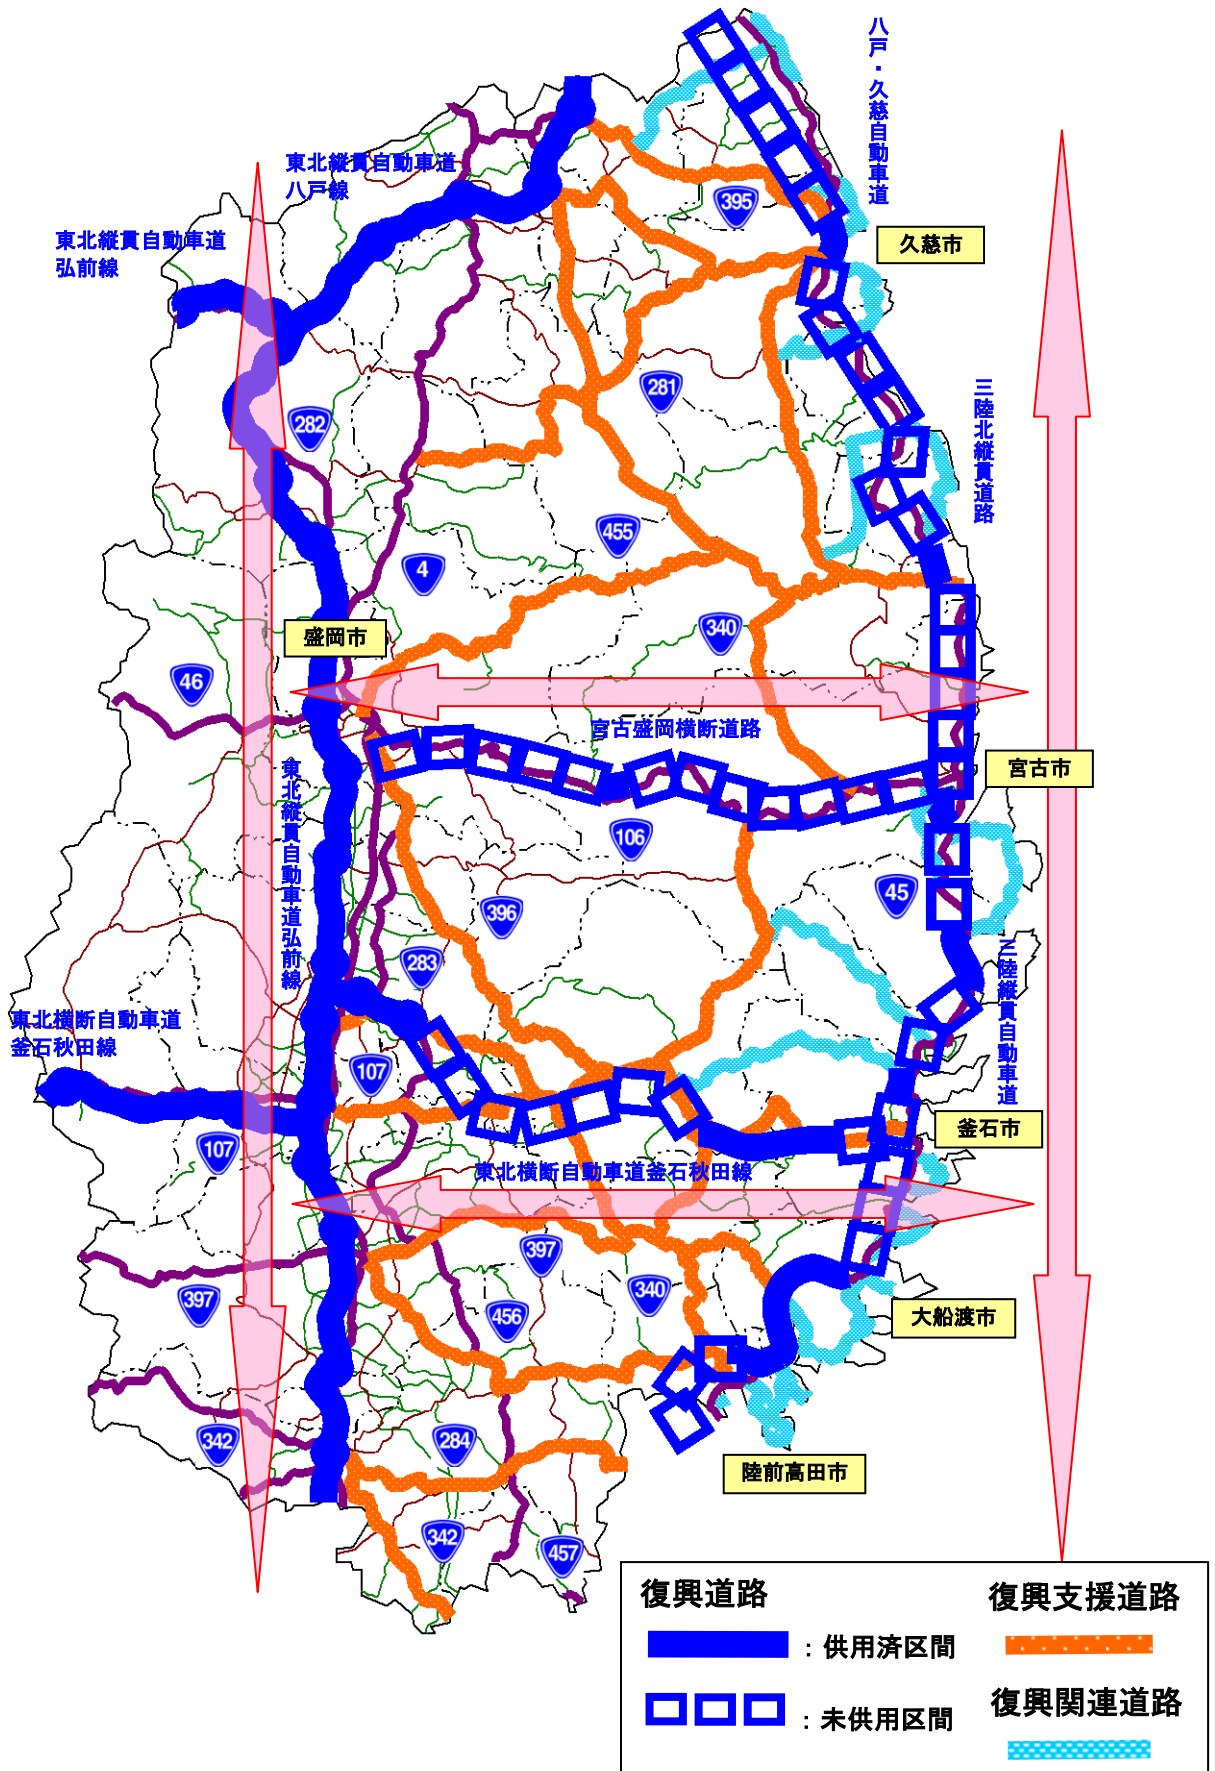 八戸・久慈自動車道
東北縦貫自動車道
八戸線
395
東北縦貫自動車道
弘前線
久慈市
281
282
三陸北縦貫道路
455
4
340
盛岡市
46
宮古盛岡横断道路
宮古市
東北縦貫自動車道弘前線
106
45
396
283
三陸縦貫自動車道
東北横断自動車道
釜石秋田線
107
釜石市
107
東北横断自動車道釜石秋田線
397
340
397
456
大船渡市
342
284
陸前高田市
342
457
復興道路
復興支援道路
：供用済区間
復興関連道路
：未供用区間